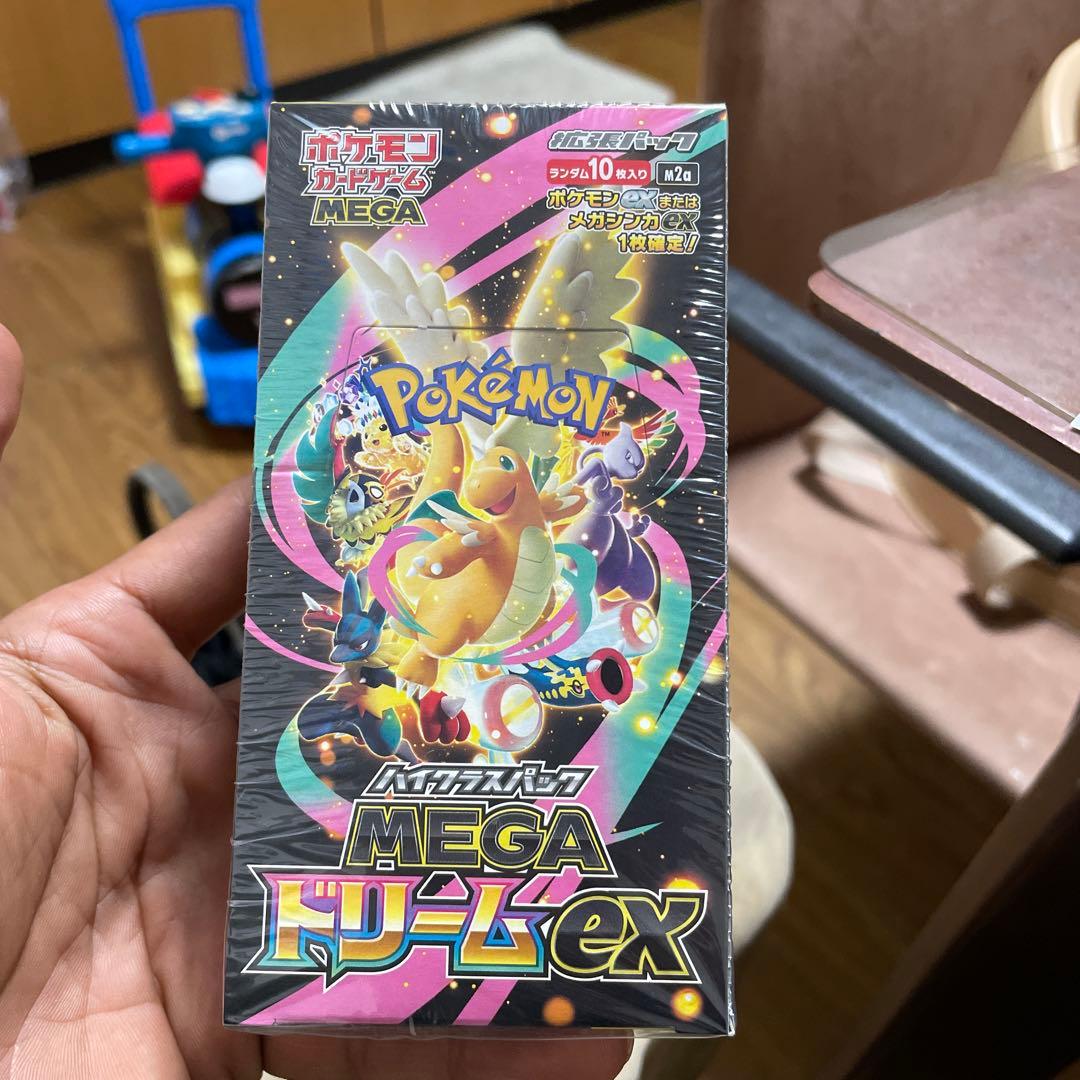 ポケモン
カードゲーム™
MEGA
拡張パック
ランダム10枚入り M2a
ポケモンexまたは
メガシンカex
1枚確定!
POKéMON™
ハイクラスパック
MEGA
ドリームex